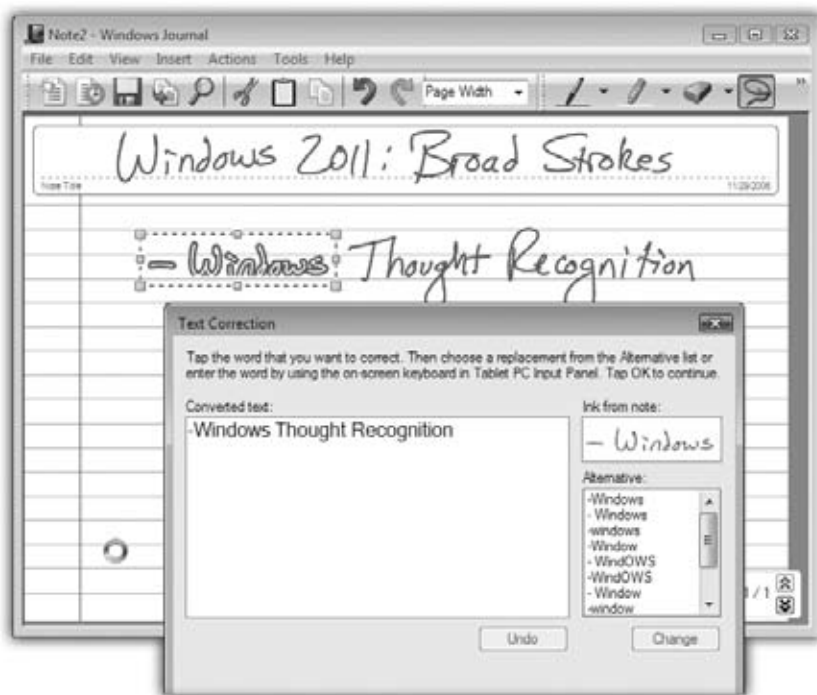 Note2 - Windows Journal
File Edit View Insert Actions Tools Help
Page Width
Windows 2011: Broad Strokes
Note Title
11/29/2006
- Windows Thought Recognition
Text Correction
Tap the word that you want to correct. Then choose a replacement from the Alternative list or
enter the word by using the on-screen keyboard in Tablet PC Input Panel. Tap OK to continue.
Converted text:
-Windows Thought Recognition
Ink from note:
- Windows
Alternative:
-Windows
- Windows
-windows
-Window
- WindOWS
-WindOWS
- Window
-window
/ 1
Undo
Change